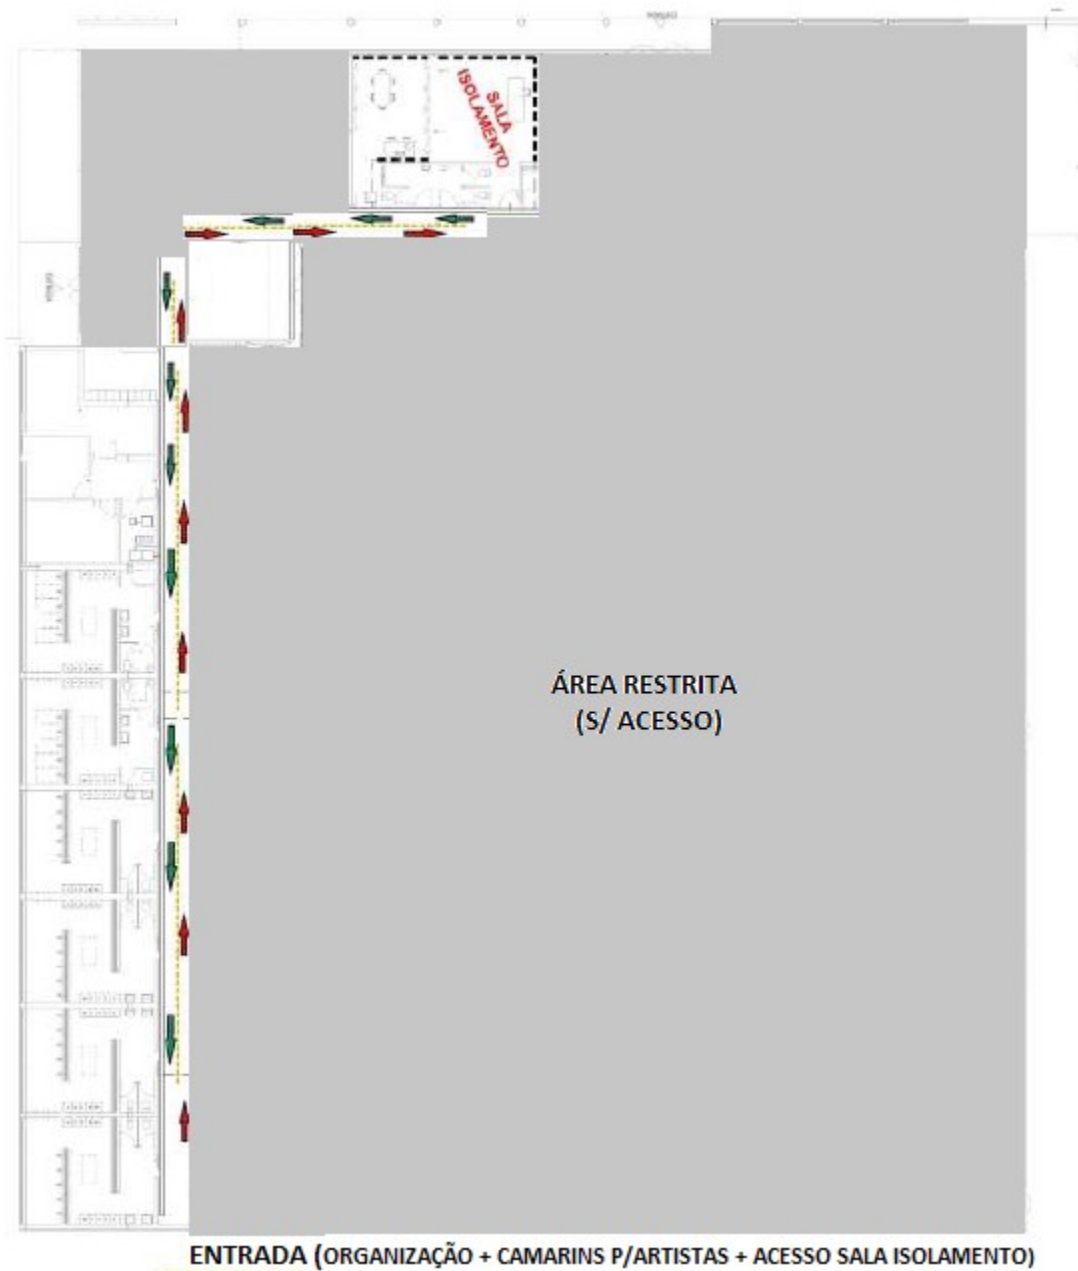 SALA
ISOLAMENTO
ÁREA RESTRITA
(S/ ACESSO)
ENTRADA (ORGANIZAÇÃO + CAMARINS P/ARTISTAS + ACESSO SALA ISOLAMENTO)